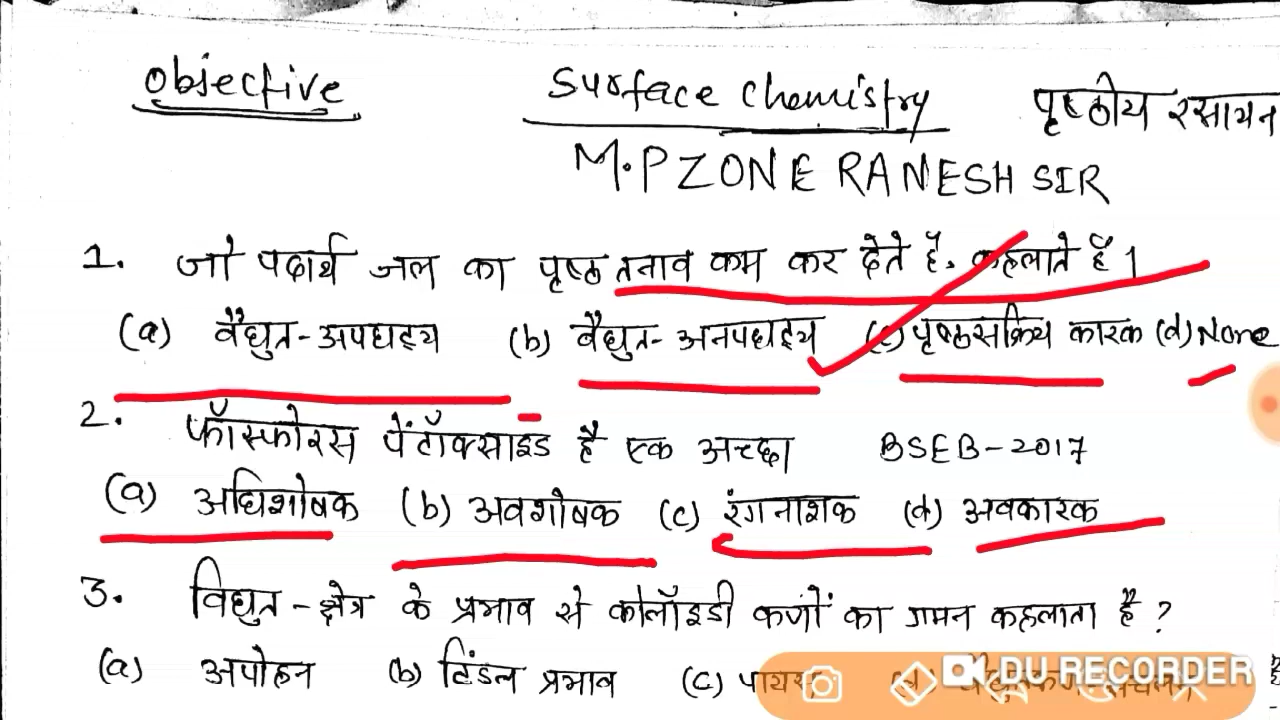 Objective Surface Chemistry पृष्ठीय रसायन
M.P ZONE RANESH SIR
1. जो पदार्थ जल का पृष्ठ तनाव कम कर देते हैं, कहलाते हैं।
(a) वैद्युत-अपघट्य (b) वैद्युत-अनपघट्य (c) पृष्ठसक्रिय कारक (d) None
2. फॉस्फोरस पेंटॉक्साइड है एक अच्छा BSEB-2017
(a) अधिशोषक (b) अवशोषक (c) रंगनाशक (d) अवकारक
3. विद्युत-क्षेत्र के प्रभाव से कोलॉइडी कणों का गमन कहलाता है?
(a) अपोहन (b) टिंडल प्रभाव (c)
DU RECORDER